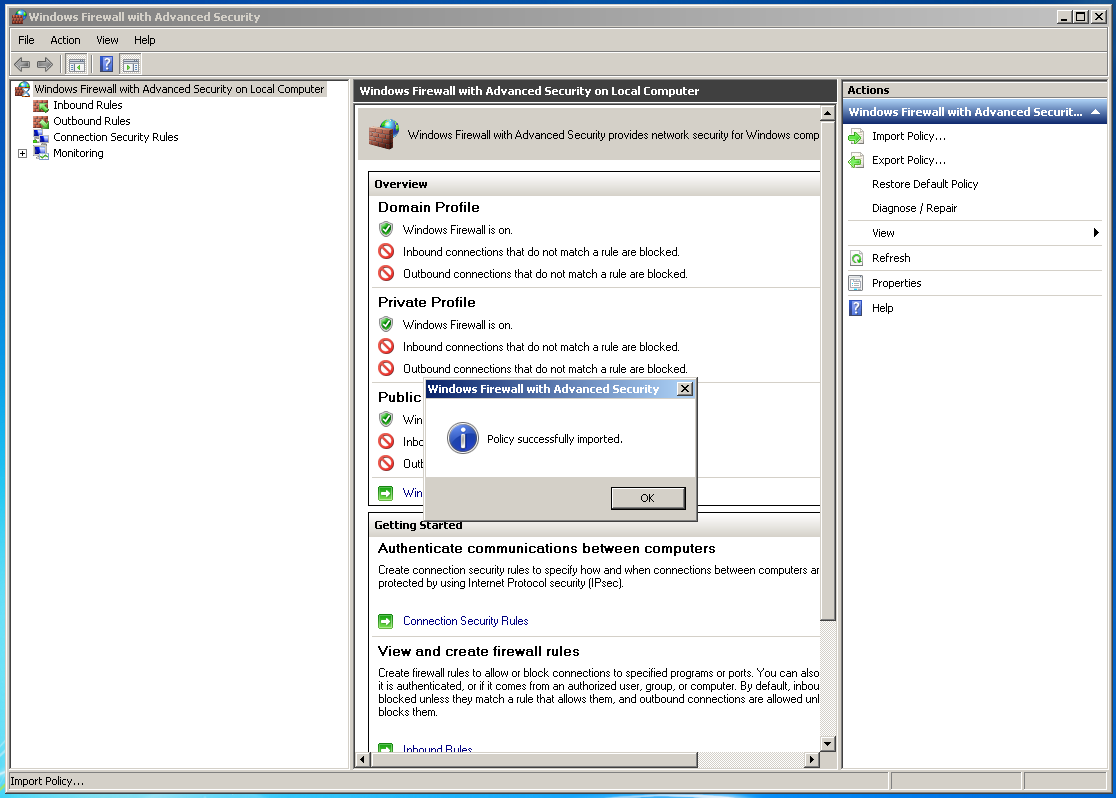 Windows Firewall with Advanced Security
File Action View Help
Windows Firewall with Advanced Security on Local Computer
Inbound Rules
Outbound Rules
Connection Security Rules
Monitoring
Windows Firewall with Advanced Security on Local Computer
Windows Firewall with Advanced Security provides network security for Windows comp
Overview
Domain Profile
Windows Firewall is on.
Inbound connections that do not match a rule are blocked.
Outbound connections that do not match a rule are blocked.
Private Profile
Windows Firewall is on.
Inbound connections that do not match a rule are blocked.
Outbound connections that do not match a rule are blocked.
Public
Win
Inbo
Outb
Win
Windows Firewall with Advanced Security
Policy successfully imported.
OK
Getting Started
Authenticate communications between computers
Create connection security rules to specify how and when connections between computers ar
protected by using Internet Protocol security (IPsec).
Connection Security Rules
View and create firewall rules
Create firewall rules to allow or block connections to specified programs or ports. You can also
it is authenticated, or if it comes from an authorized user, group, or computer. By default, inbou
blocked unless they match a rule that allows them, and outbound connections are allowed unl
blocks them.
Inbound Rules
Actions
Windows Firewall with Advanced Securit...
Import Policy...
Export Policy...
Restore Default Policy
Diagnose / Repair
View
Refresh
Properties
Help
Import Policy...